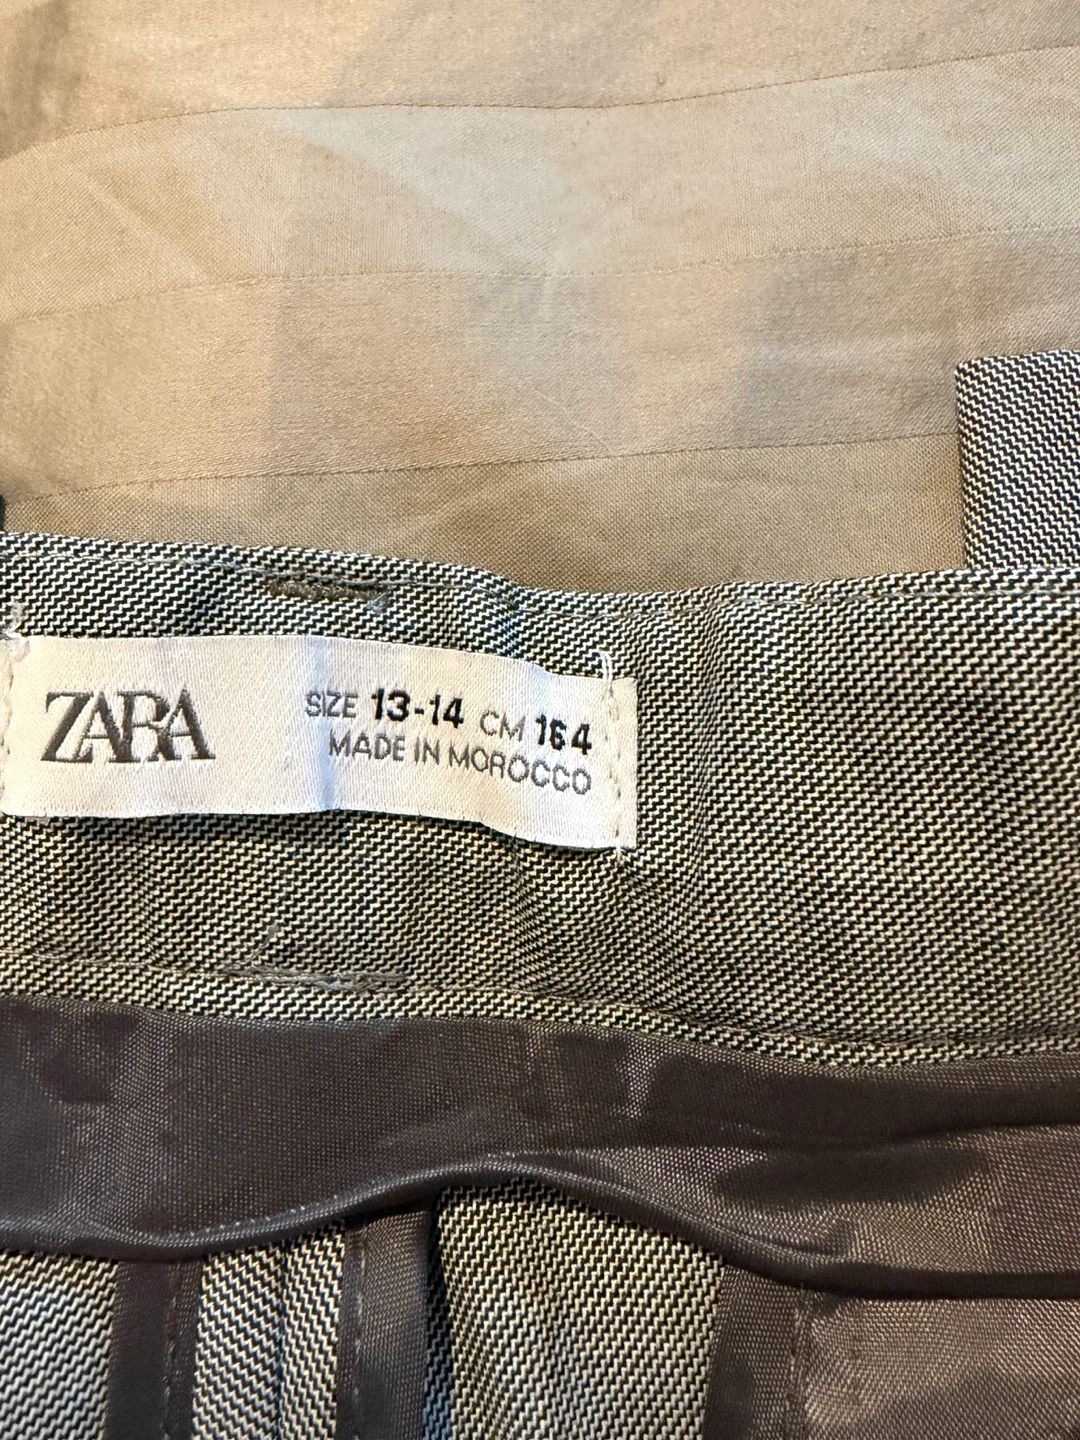 ZARA
SIZE 13-14 CM 164
MADE IN MOROCCO